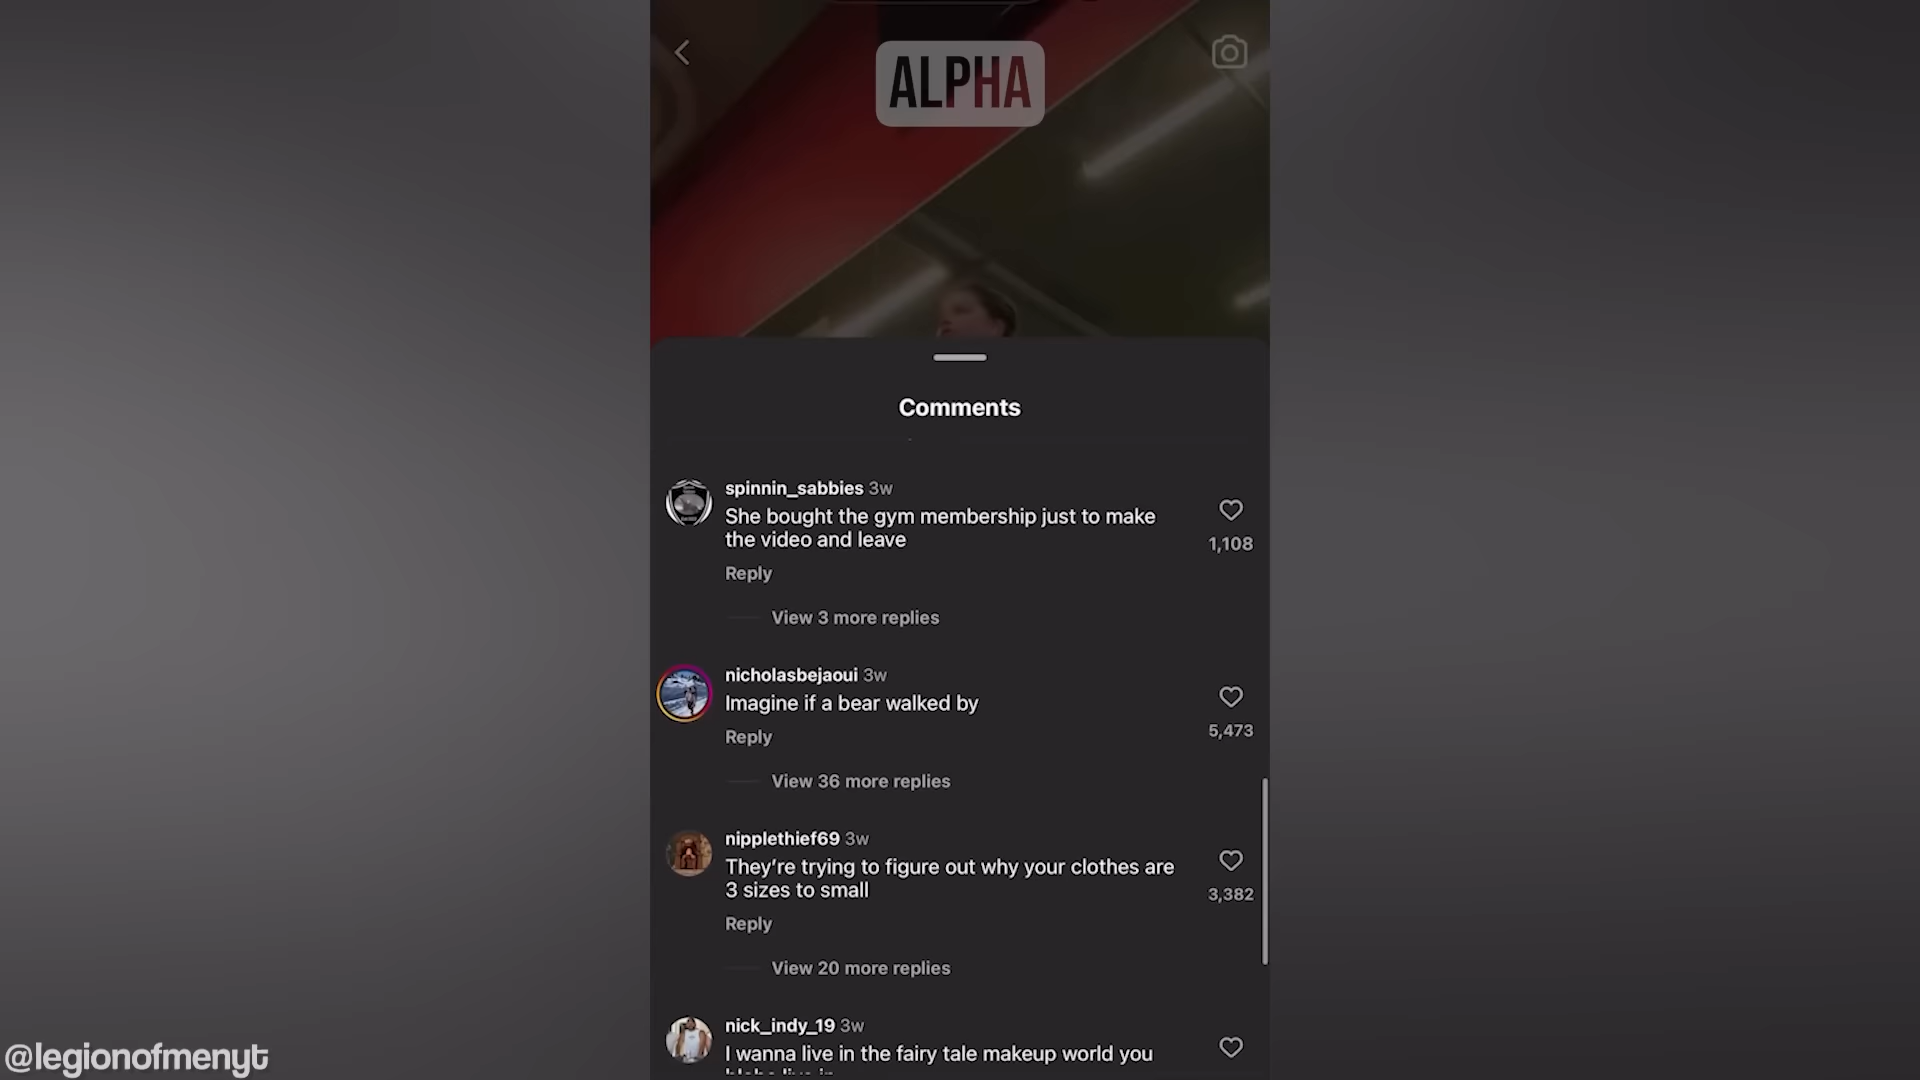 ALPHA
Comments
spinnin_sabbies 3w
She bought the gym membership just to make
the video and leave
1,108
Reply
View 3 more replies
nicholasbejaoui 3w
Imagine if a bear walked by
5,473
Reply
View 36 more replies
nipplethief69 3w
They're trying to figure out why your clothes are
3 sizes to small
3,382
Reply
View 20 more replies
nick_indy_19 3w
I wanna live in the fairy tale makeup world you
@legionofmenyt